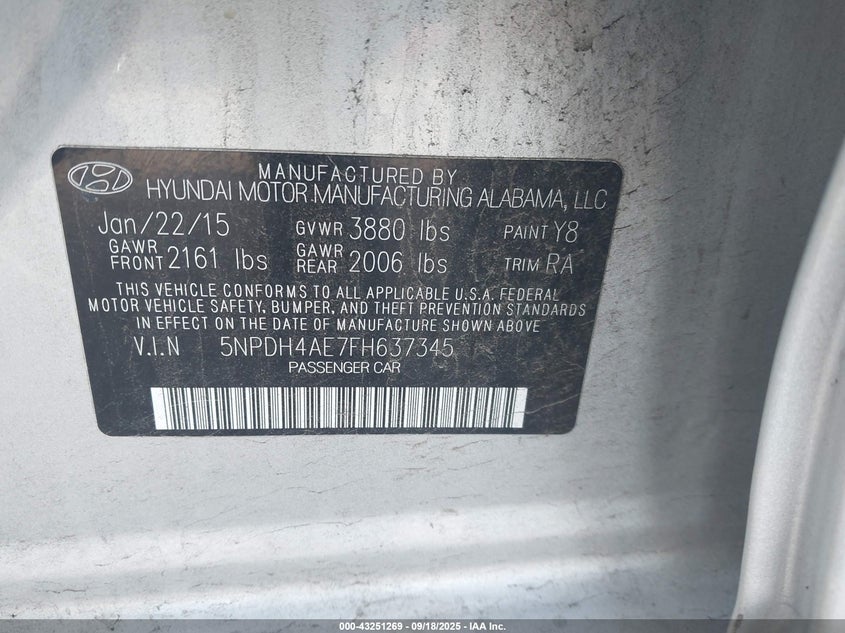 MANUFACTURED BY
HYUNDAI MOTOR MANUFACTURING ALABAMA, LLC
Jan/22/15 GVWR 3880 lbs PAINT Y8
GAWR FRONT 2161 lbs GAWR REAR 2006 lbs TRIM RA
THIS VEHICLE CONFORMS TO ALL APPLICABLE U.S.A. FEDERAL
MOTOR VEHICLE SAFETY, BUMPER, AND THEFT PREVENTION STANDARDS
IN EFFECT ON THE DATE OF MANUFACTURE SHOWN ABOVE
V.I.N 5NPDH4AE7FH637345
PASSENGER CAR
000-43251269 - 09/18/2025 - IAA Inc.